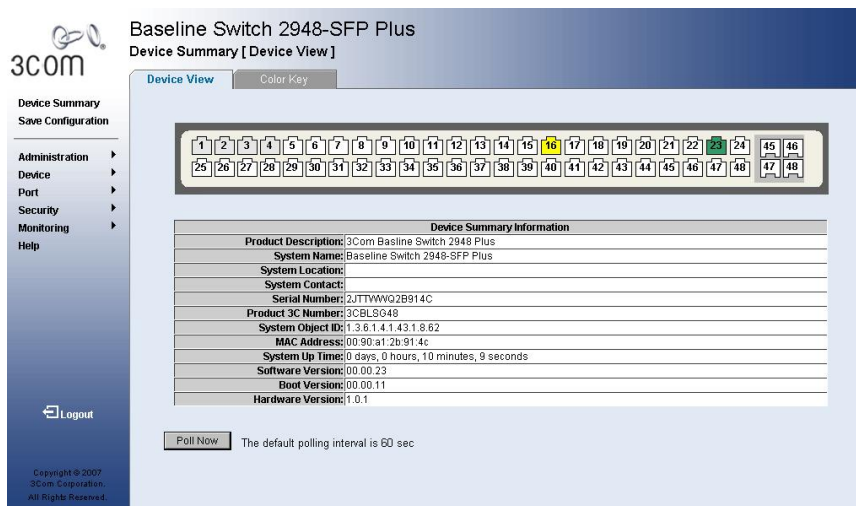 3com
Baseline Switch 2948-SFP Plus
Device Summary [ Device View ]
Device View Color Key
Device Summary
Save Configuration
Administration
Device
Port
Security
Monitoring
Help
Logout
Copyright © 2007
3Com Corporation.
All Rights Reserved.
1 2 3 4 5 6 7 8 9 10 11 12 13 14 15 16 17 18 19 20 21 22 23 24 45 46
25 26 27 28 29 30 31 32 33 34 35 36 37 38 39 40 41 42 43 44 45 46 47 48 47 48
Device Summary Information
Product Description: 3Com Basline Switch 2948 Plus
System Name: Baseline Switch 2948-SFP Plus
System Location:
System Contact:
Serial Number: 2JTTWWQ2B914C
Product 3C Number: 3CBLSG48
System Object ID: 1.3.6.1.4.1.43.1.8.62
MAC Address: 00:90:a1:2b:91:4c
System Up Time: 0 days, 0 hours, 10 minutes, 9 seconds
Software Version: 00.00.23
Boot Version: 00.00.11
Hardware Version: 1.0.1
Poll Now The default polling interval is 60 sec